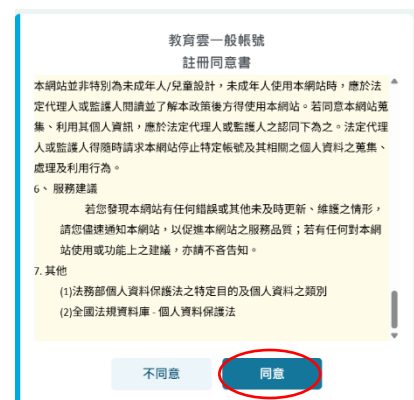 教育雲一般帳號
註冊同意書
本網站並非特別為未成年人/兒童設計，未成年人使用本網站時，應於法
定代理人或監護人閱讀並了解本政策後方得使用本網站。若同意本網站蒐
集、利用其個人資訊，應於法定代理人或監護人之認同下為之。法定代理
人或監護人得隨時請求本網站停止特定帳號及其相關之個人資料之蒐集、
處理及利用行為。
6、 服務建議
若您發現本網站有任何錯誤或其他未及時更新、維護之情形，
請您儘速通知本網站，以促進本網站之服務品質；若有任何對本網
站使用或功能上之建議，亦請不吝告知。
7. 其他
(1)法務部個人資料保護法之特定目的及個人資料之類別
(2)全國法規資料庫 - 個人資料保護法
不同意 同意